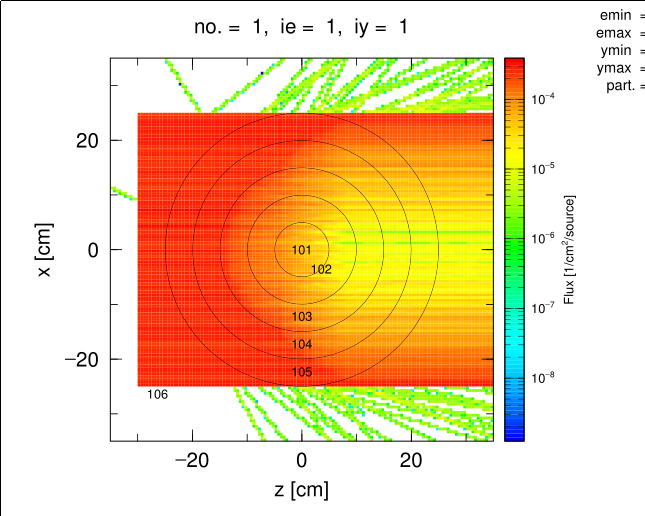 no. = 1, ie = 1, iy = 1
emin =
emax =
ymin =
ymax =
part. =
x [cm]
20
0
−20
101
102
103
104
105
106
−20 0 20
z [cm]
10−4
10−5
10−6
10−7
10−8
Flux [1/cm2/source]